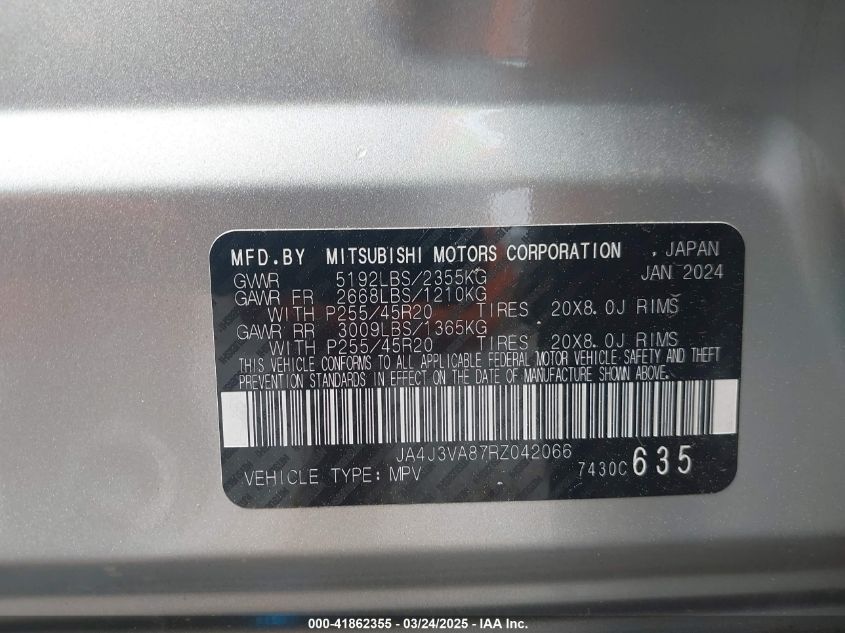 MFD.BY MITSUBISHI MOTORS CORPORATION , JAPAN
GVWR 5192LBS/2355KG JAN 2024
GAWR FR 2668LBS/1210KG
WITH P255/45R20 TIRES 20X8.0J RIMS
GAWR RR 3009LBS/1365KG
WITH P255/45R20 TIRES 20X8.0J RIMS
THIS VEHICLE CONFORMS TO ALL APPLICABLE FEDERAL MOTOR VEHICLE SAFETY AND THEFT
PREVENTION STANDARDS IN EFFECT ON THE DATE OF MANUFACTURE SHOWN ABOVE.
JA4J3VA87RZ042066
VEHICLE TYPE: MPV 7430C 635
000-41862355 - 03/24/2025 - IAA Inc.